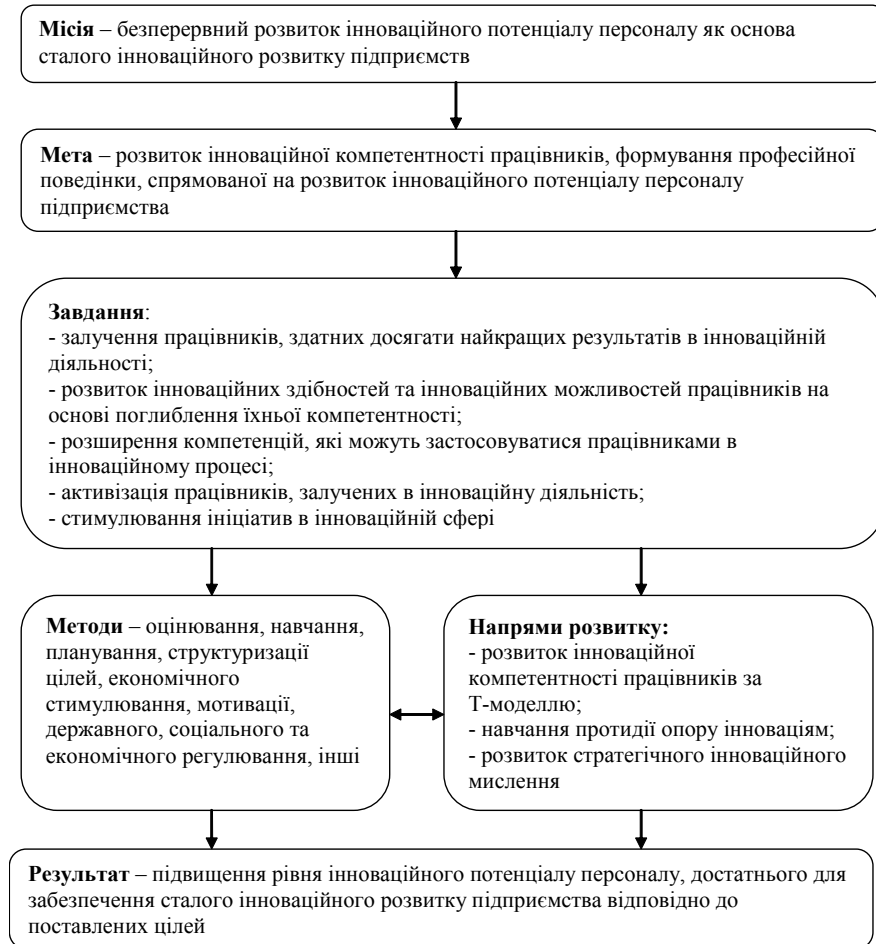 Місія – безперервний розвиток інноваційного потенціалу персоналу як основа
сталого інноваційного розвитку підприємств
Мета – розвиток інноваційної компетентності працівників, формування професійної
поведінки, спрямованої на розвиток інноваційного потенціалу персоналу
підприємства
Завдання:
- залучення працівників, здатних досягати найкращих результатів в інноваційній
діяльності;
- розвиток інноваційних здібностей та інноваційних можливостей працівників на
основі поглиблення їхньої компетентності;
- розширення компетенцій, які можуть застосовуватися працівниками в
інноваційному процесі;
- активізація працівників, залучених в інноваційну діяльність;
- стимулювання ініціатив в інноваційній сфері
Методи – оцінювання, навчання,
планування, структуризації
цілей, економічного
стимулювання, мотивації,
державного, соціального та
економічного регулювання, інші
Напрями розвитку:
- розвиток інноваційної
компетентності працівників за
Т-моделлю;
- навчання протидії опору інноваціям;
- розвиток стратегічного інноваційного
мислення
Результат – підвищення рівня інноваційного потенціалу персоналу, достатнього для
забезпечення сталого інноваційного розвитку підприємства відповідно до
поставлених цілей